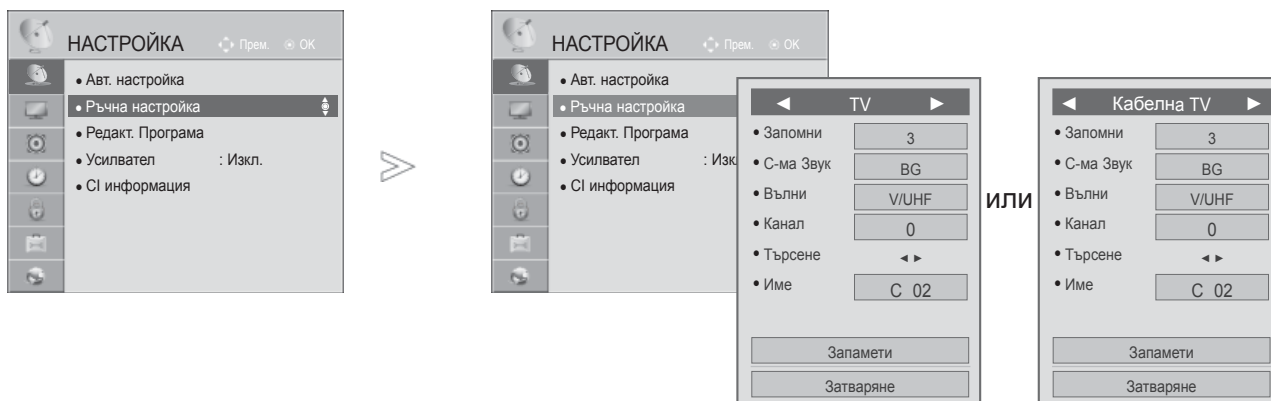 НАСТРОЙКА Прем. OK
• Авт. настройка
• Ръчна настройка
• Редакт. Програма
• Усилвател : Изкл.
• CI информация
НАСТРОЙКА Прем. OK
• Авт. настройка
• Ръчна настройка
• Редакт. Програма
• Усилвател : Изк
• CI информация
◄ TV ►
• Запомни 3
• С-ма Звук BG
• Вълни V/UHF
• Канал 0
• Търсене ◄ ►
• Име C 02
Запамети
Затваряне
или
◄ Кабелна TV ►
• Запомни 3
• С-ма Звук BG
• Вълни V/UHF
• Канал 0
• Търсене ◄ ►
• Име C 02
Запамети
Затваряне